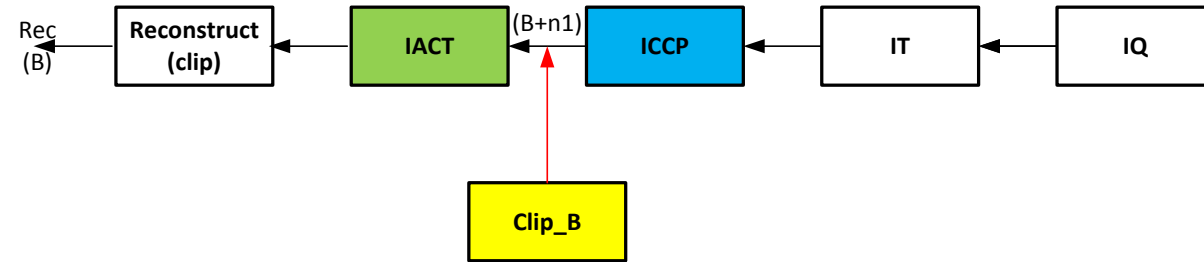 Rec
(B)
Reconstruct
(clip)
IACT
(B+n1)
ICCP
IT
IQ
Clip_B